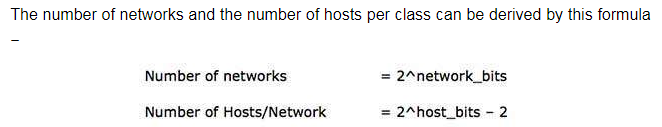 The number of networks and the number of hosts per class can be derived by this formula
–
Number of networks = 2^network_bits
Number of Hosts/Network = 2^host_bits – 2